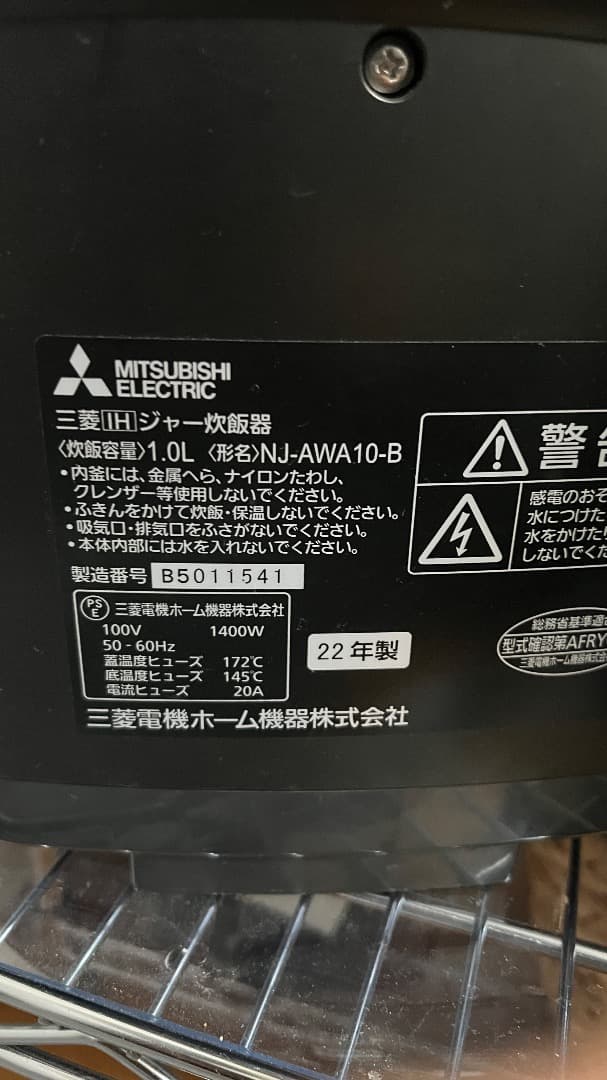 MITSUBISHI
ELECTRIC
三菱IHジャー炊飯器
〈炊飯容量〉1.0L 〈形名〉NJ-AWA10-B
・内釜には、金属へら、ナイロンたわし、
クレンザー等使用しないでください。
・ふきんをかけて炊飯・保温しないでください。
・吸気口・排気口をふさがないでください。
・本体内部には水を入れないでください。
製造番号 B5011541
PSE 三菱電機ホーム機器株式会社
100V 1400W
50-60Hz
蓋温度ヒューズ 172℃
底温度ヒューズ 145℃
電流ヒューズ 20A
22年製
三菱電機ホーム機器株式会社
警告
感電のおそ
水につけた
水をかけたり
しないでくだ
総務省基準適合
型式確認第AFRY
三菱電機ホーム機器株式会